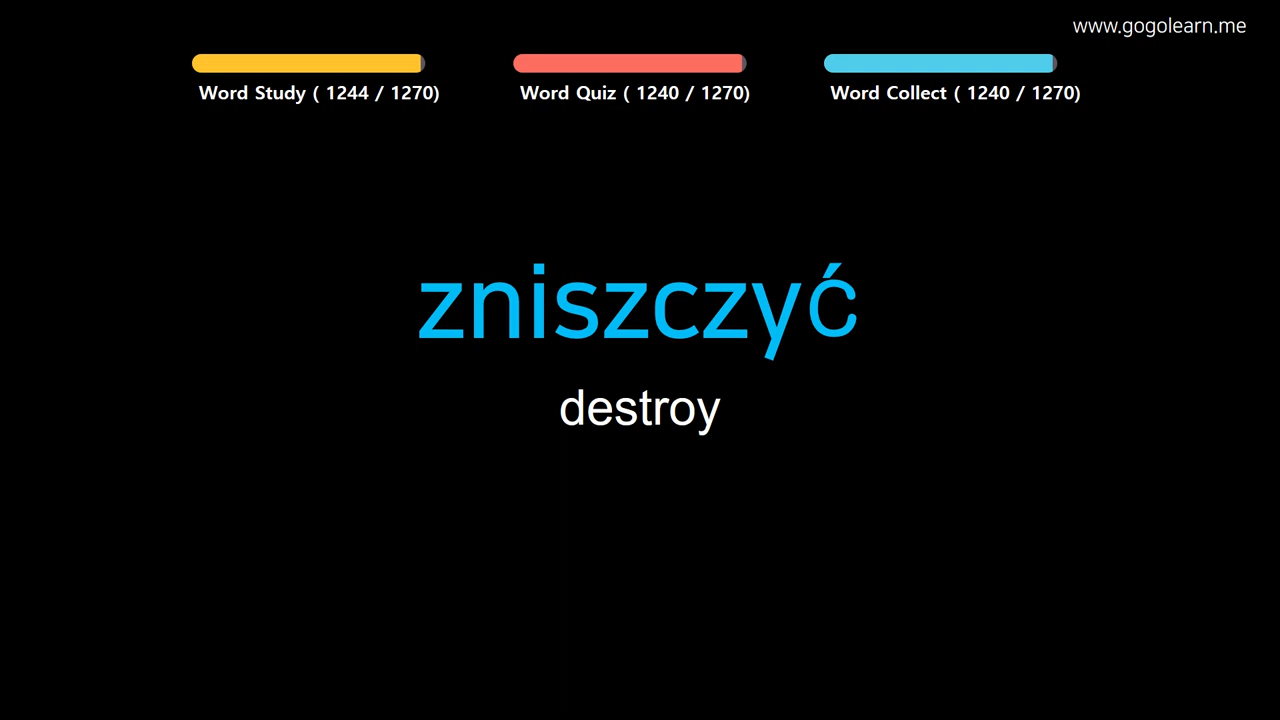 www.gogolearn.me
Word Study ( 1244 / 1270)
Word Quiz ( 1240 / 1270)
Word Collect ( 1240 / 1270)
zniszczyć
destroy